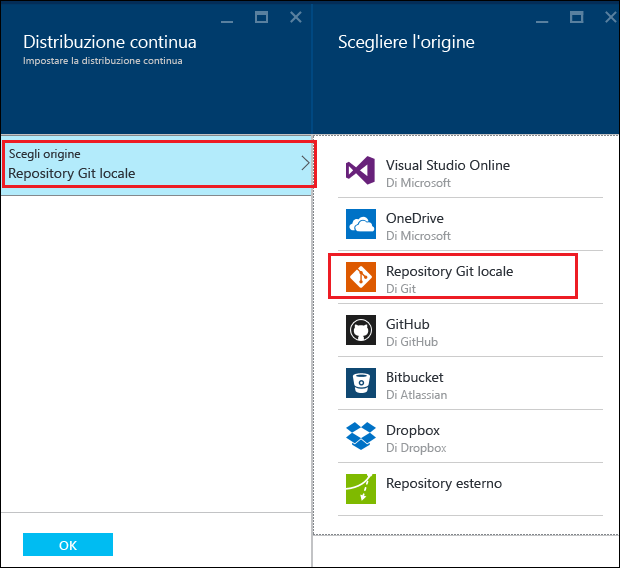 Distribuzione continua
Impostare la distribuzione continua
Scegli origine
Repository Git locale
OK
Scegliere l'origine
Visual Studio Online
Di Microsoft
OneDrive
Di Microsoft
Repository Git locale
Di Git
GitHub
Di GitHub
Bitbucket
Di Atlassian
Dropbox
Di Dropbox
Repository esterno